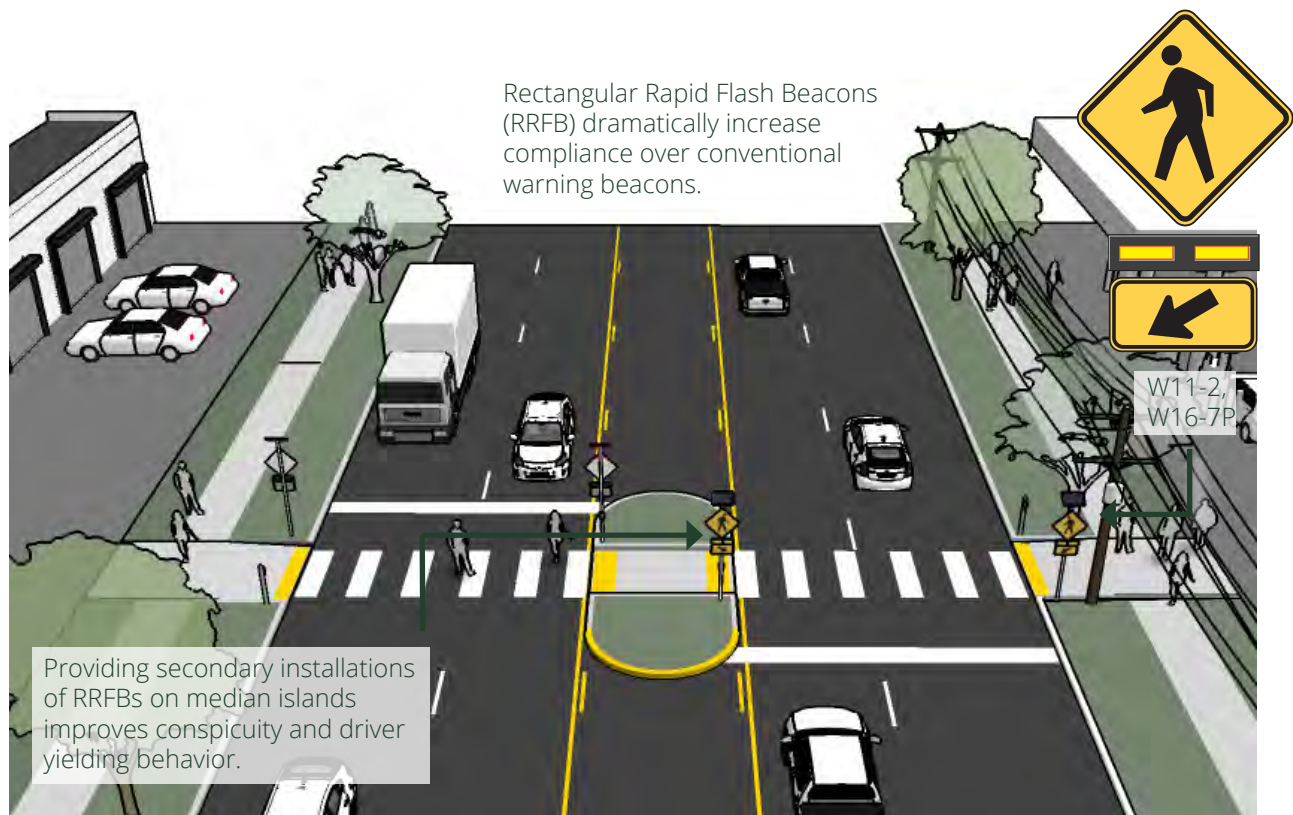 Rectangular Rapid Flash Beacons
(RRFB) dramatically increase
compliance over conventional
warning beacons.
W11-2,
W16-7P
Providing secondary installations
of RRFBs on median islands
improves conspicuity and driver
yielding behavior.